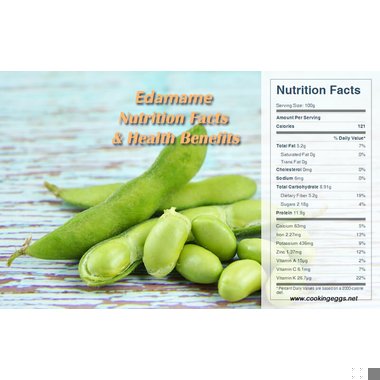 Edamame
Nutrition Facts
& Health Benefits
Nutrition Facts
Serving Size: 100g
Amount Per Serving
Calories 121
% Daily Value*
Total Fat 5.2g 7%
Saturated Fat 0g 0%
Trans Fat 0g
Cholesterol 0mg 0%
Sodium 6mg 0%
Total Carbohydrate 8.91g
Dietary Fiber 5.2g 19%
Sugars 2.18g 4%
Protein 11.9g
Calcium 63mg 5%
Iron 2.27mg 13%
Potassium 436mg 9%
Zinc 1.37mg 12%
Vitamin A 15µg 2%
Vitamin C 6.1mg 7%
Vitamin K 26.7µg 22%
* Percent Daily Values are based on a 2000 calorie
diet.
www.cookingeggs.net